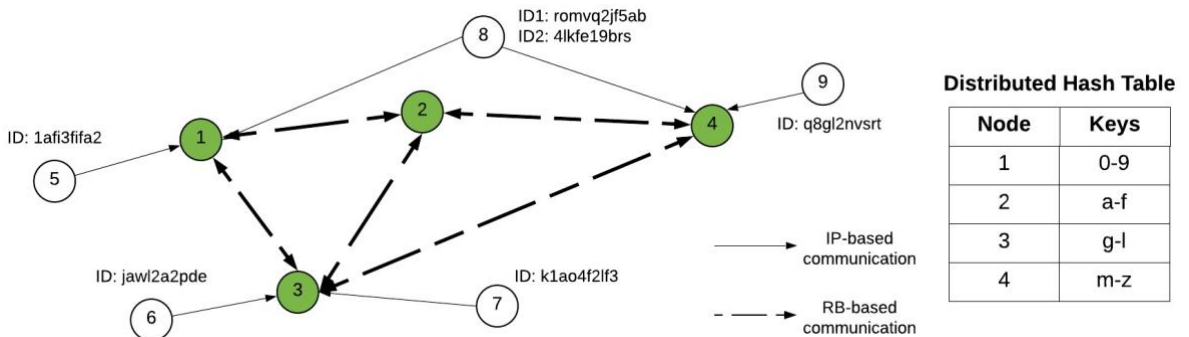 ID1: romvq2jf5ab
ID2: 4lkfe19brs
8
9
ID: q8gl2nvsrt
2
4
1
ID: 1afi3fifa2
5
ID: jawl2a2pde
3
ID: k1ao4f2lf3
6
7
IP-based
communication
RB-based
communication
Distributed Hash Table
Node Keys
1 0-9
2 a-f
3 g-l
4 m-z